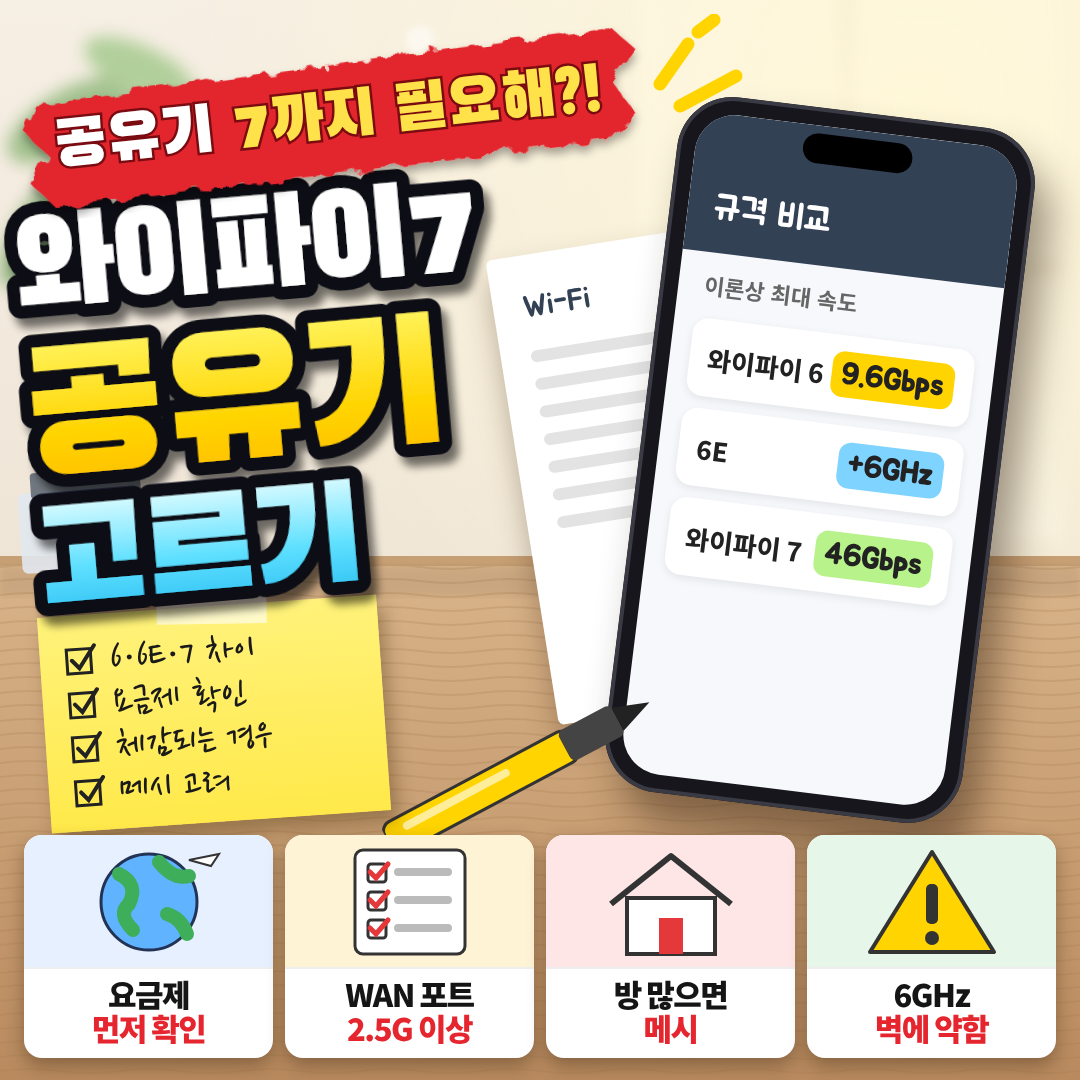 공유기 7까지 필요해?!
와이파이7
공유기
고르기
Wi-Fi
규격 비교
이론상 최대 속도
와이파이 6 9.6Gbps
6E +6GHz
와이파이 7 46Gbps
6·6E·7 차이
요금제 확인
체감되는 경우
메시 고려
요금제
먼저 확인
WAN 포트
2.5G 이상
방 많으면
메시
6GHz
벽에 약함